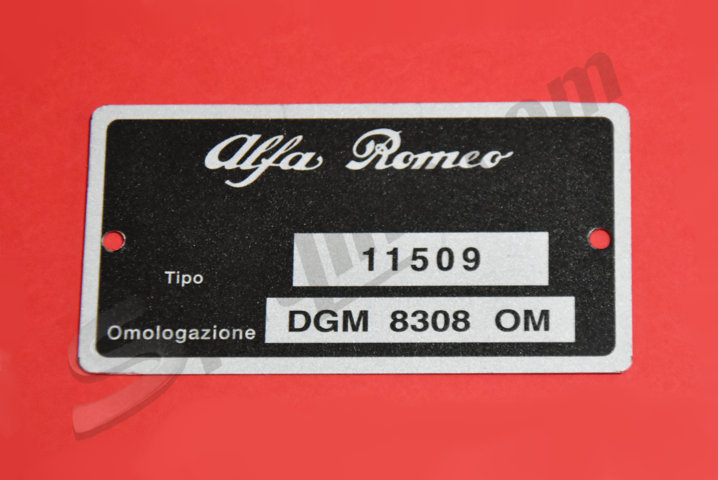 Alfa Romeo
Tipo 11509
Omologazione DGM 8308 OM